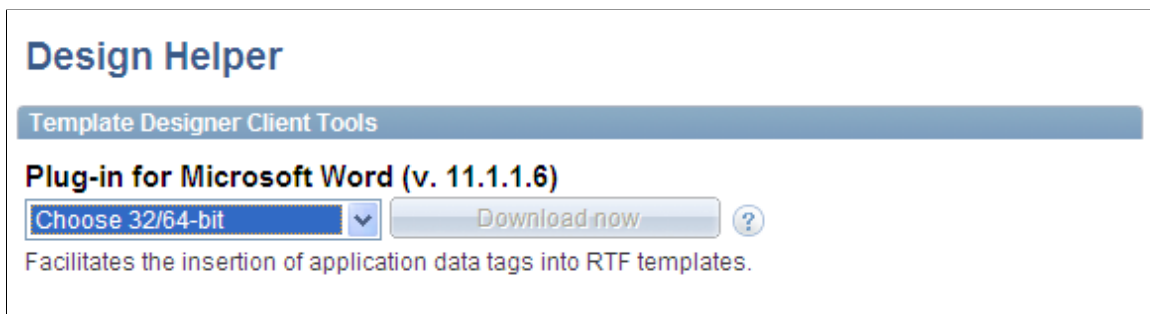 Design Helper
Template Designer Client Tools
Plug-in for Microsoft Word (v. 11.1.1.6)
Choose 32/64-bit Download now ?
Facilitates the insertion of application data tags into RTF templates.